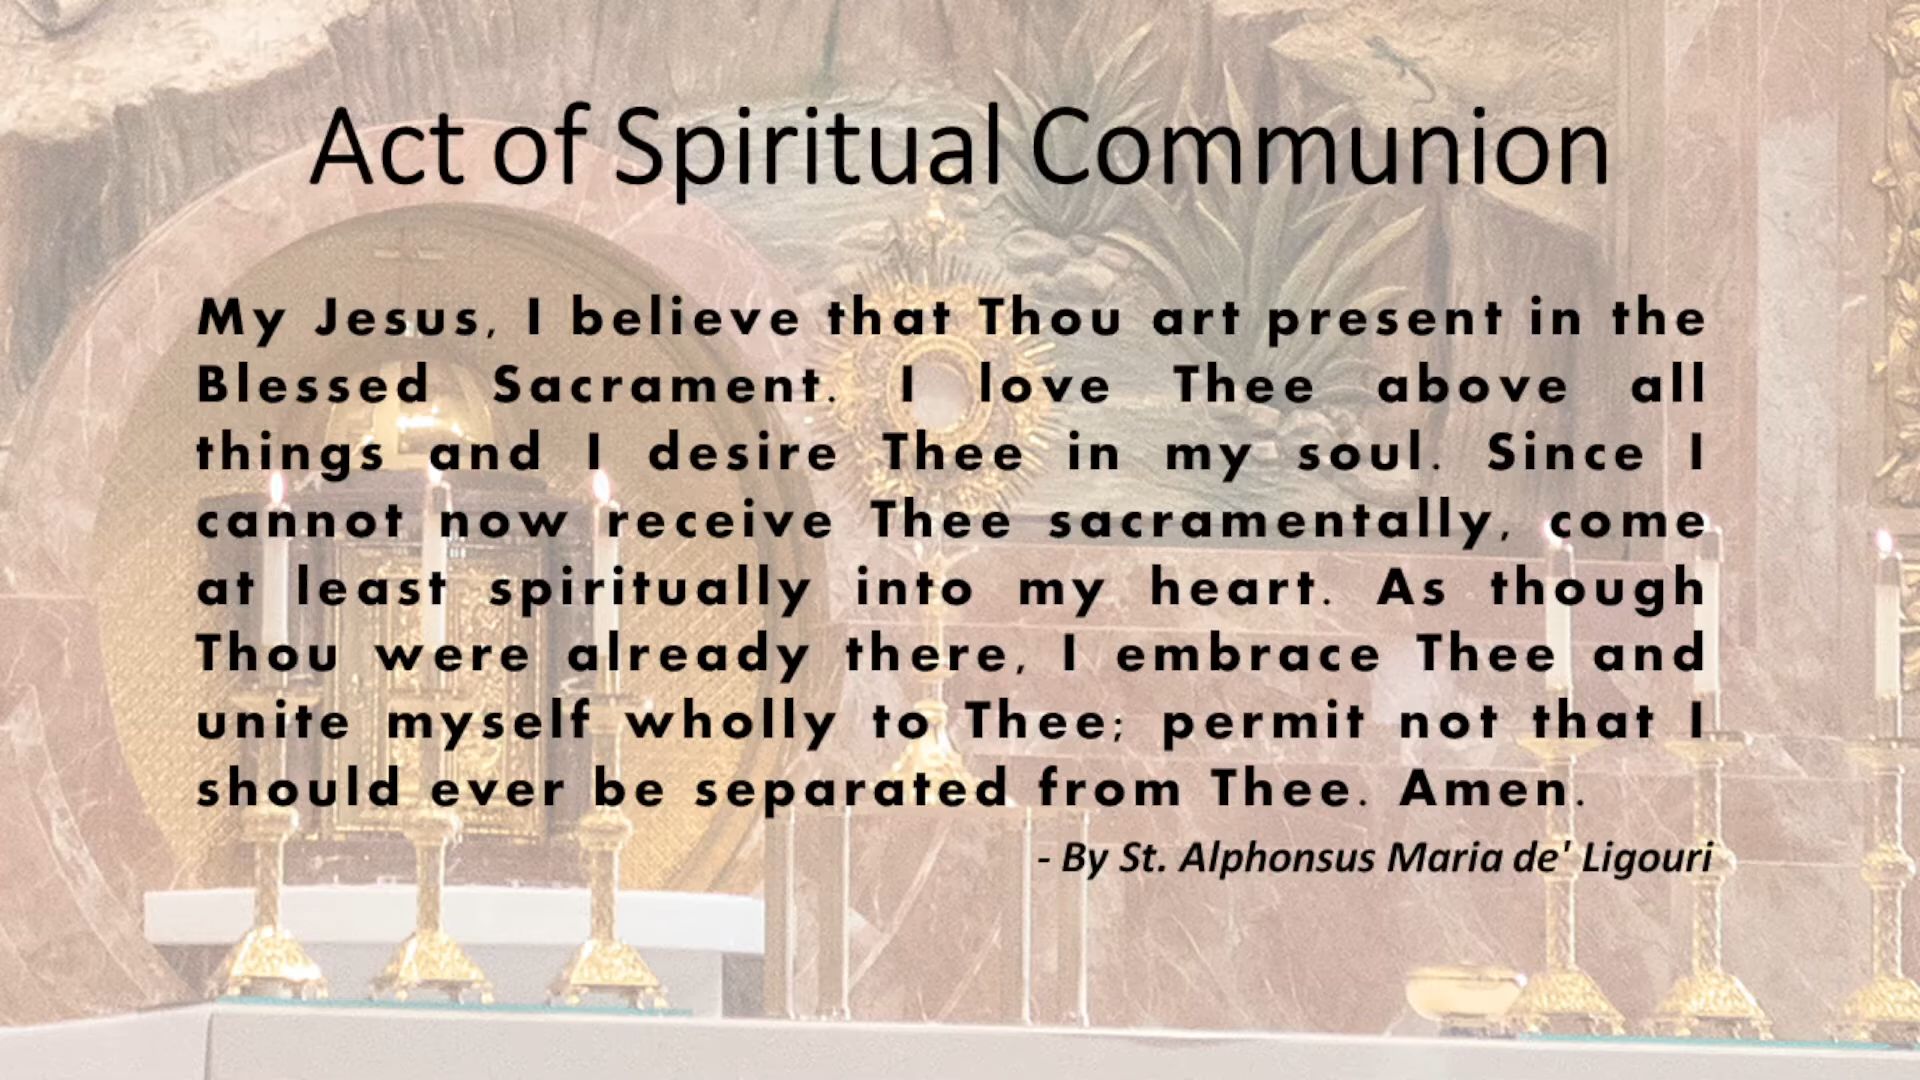 Act of Spiritual Communion
My Jesus, I believe that Thou art present in the
Blessed Sacrament. I love Thee above all
things and I desire Thee in my soul. Since I
cannot now receive Thee sacramentally, come
at least spiritually into my heart. As though
Thou were already there, I embrace Thee and
unite myself wholly to Thee; permit not that I
should ever be separated from Thee. Amen.
- By St. Alphonsus Maria de' Ligouri